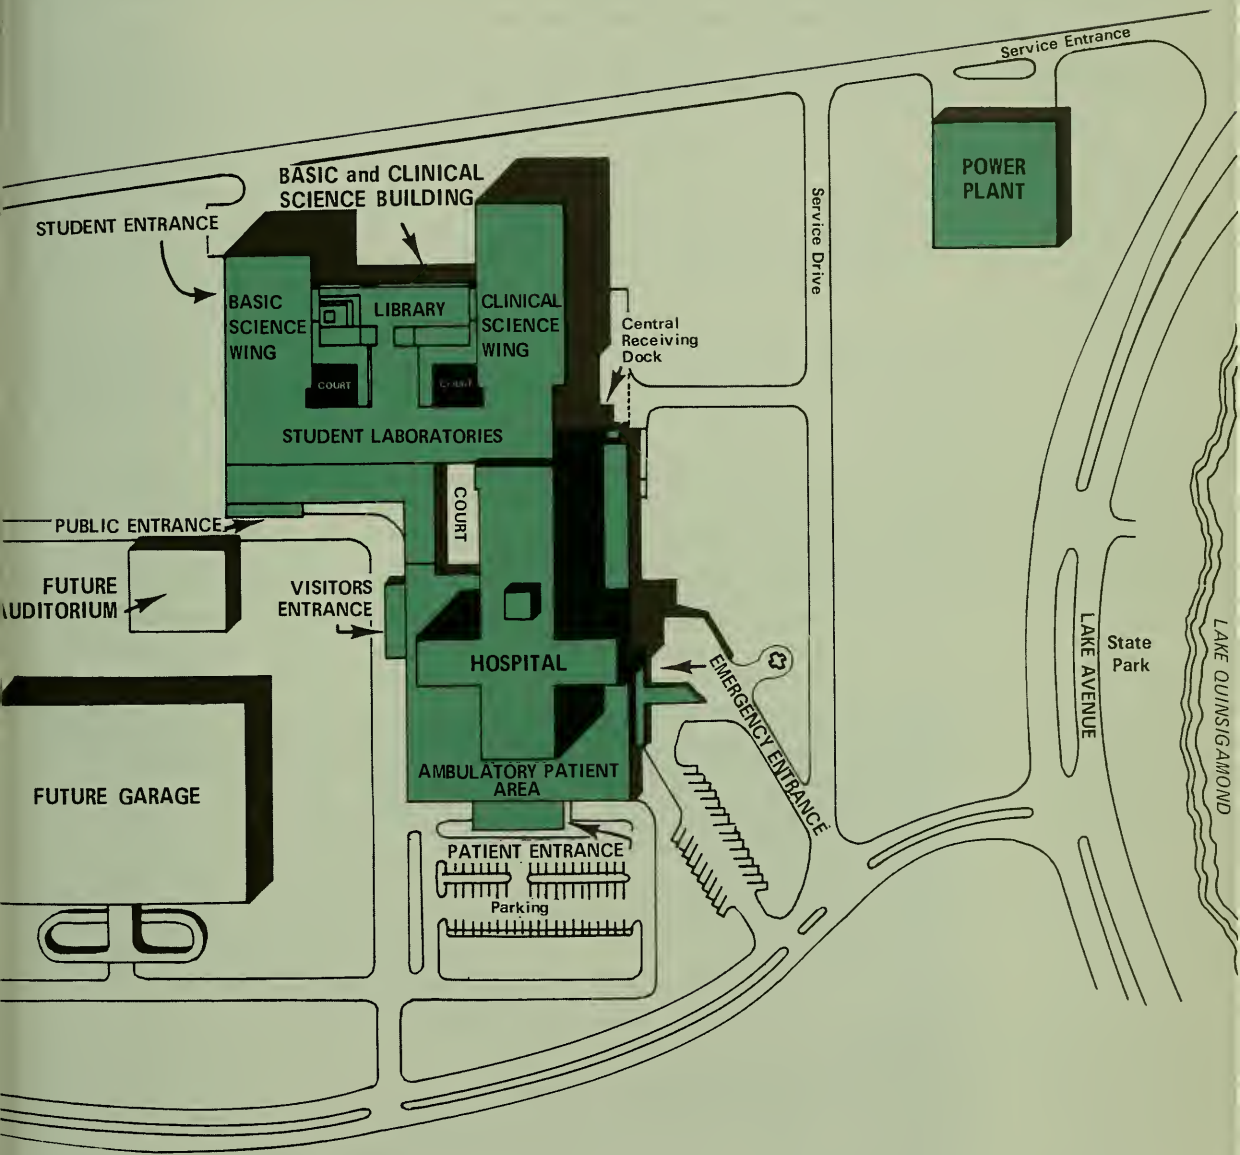 Service Entrance
POWER
PLANT
BASIC and CLINICAL
SCIENCE BUILDING
STUDENT ENTRANCE
Service Drive
BASIC
SCIENCE
WING
LIBRARY
CLINICAL
SCIENCE
WING
Central
Receiving
Dock
COURT
COURT
STUDENT LABORATORIES
COURT
PUBLIC ENTRANCE
FUTURE
AUDITORIUM
VISITORS
ENTRANCE
HOSPITAL
EMERGENCY ENTRANCE
LAKE AVENUE
State
Park
LAKE QUINSIGAMOND
AMBULATORY PATIENT
AREA
FUTURE GARAGE
PATIENT ENTRANCE
Parking